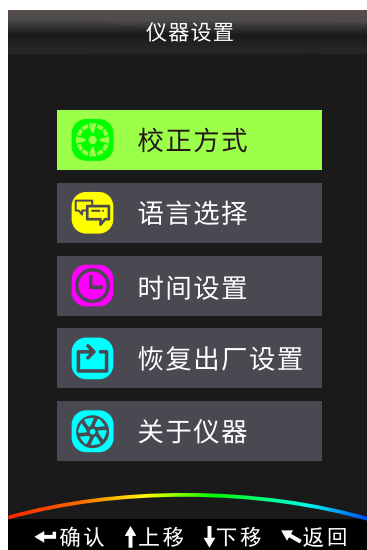 仪器设置
校正方式
语言选择
时间设置
恢复出厂设置
关于仪器
确认 上移 下移 返回